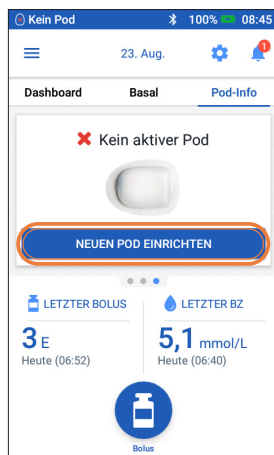 Kein Pod 100% 08:45
23. Aug. 1
Dashboard Basal Pod-Info
Kein aktiver Pod
NEUEN POD EINRICHTEN
LETZTER BOLUS LETZTER BZ
3 E 5,1 mmol/L
Heute (06:52) Heute (06:40)
Bolus